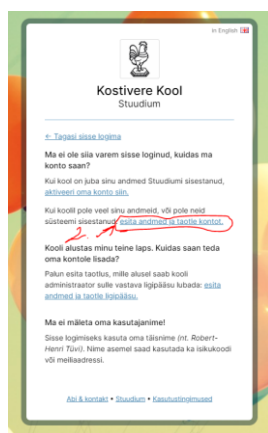 In English
Kostivere Kool
Stuudium
← Tagasi sisse logima
Ma ei ole siia varem sisse loginud, kuidas ma
konto saan?
Kui kool on juba sinu andmed Stuudiumi sisestanud,
aktiveeri oma konto siin.
Kui koolil pole veel sinu andmeid, või pole neid
süsteemi sisestanud, esita andmed ja taotle kontot.
2.
Kooli alustas minu teine laps. Kuidas saan teda
oma kontole lisada?
Palun esita taotlus, mille alusel saab kooli
administraator sulle vastava ligipääsu lubada: esita
andmed ja taotle ligipääsu.
Ma ei mäleta oma kasutajanime!
Sisse logimiseks kasuta oma täisnime (nt. Robert-
Henri Tüvi). Nime asemel saad kasutada ka isikukoodi
või meiliaadressi.
Abi & kontakt • Stuudium • Kasutustingimused